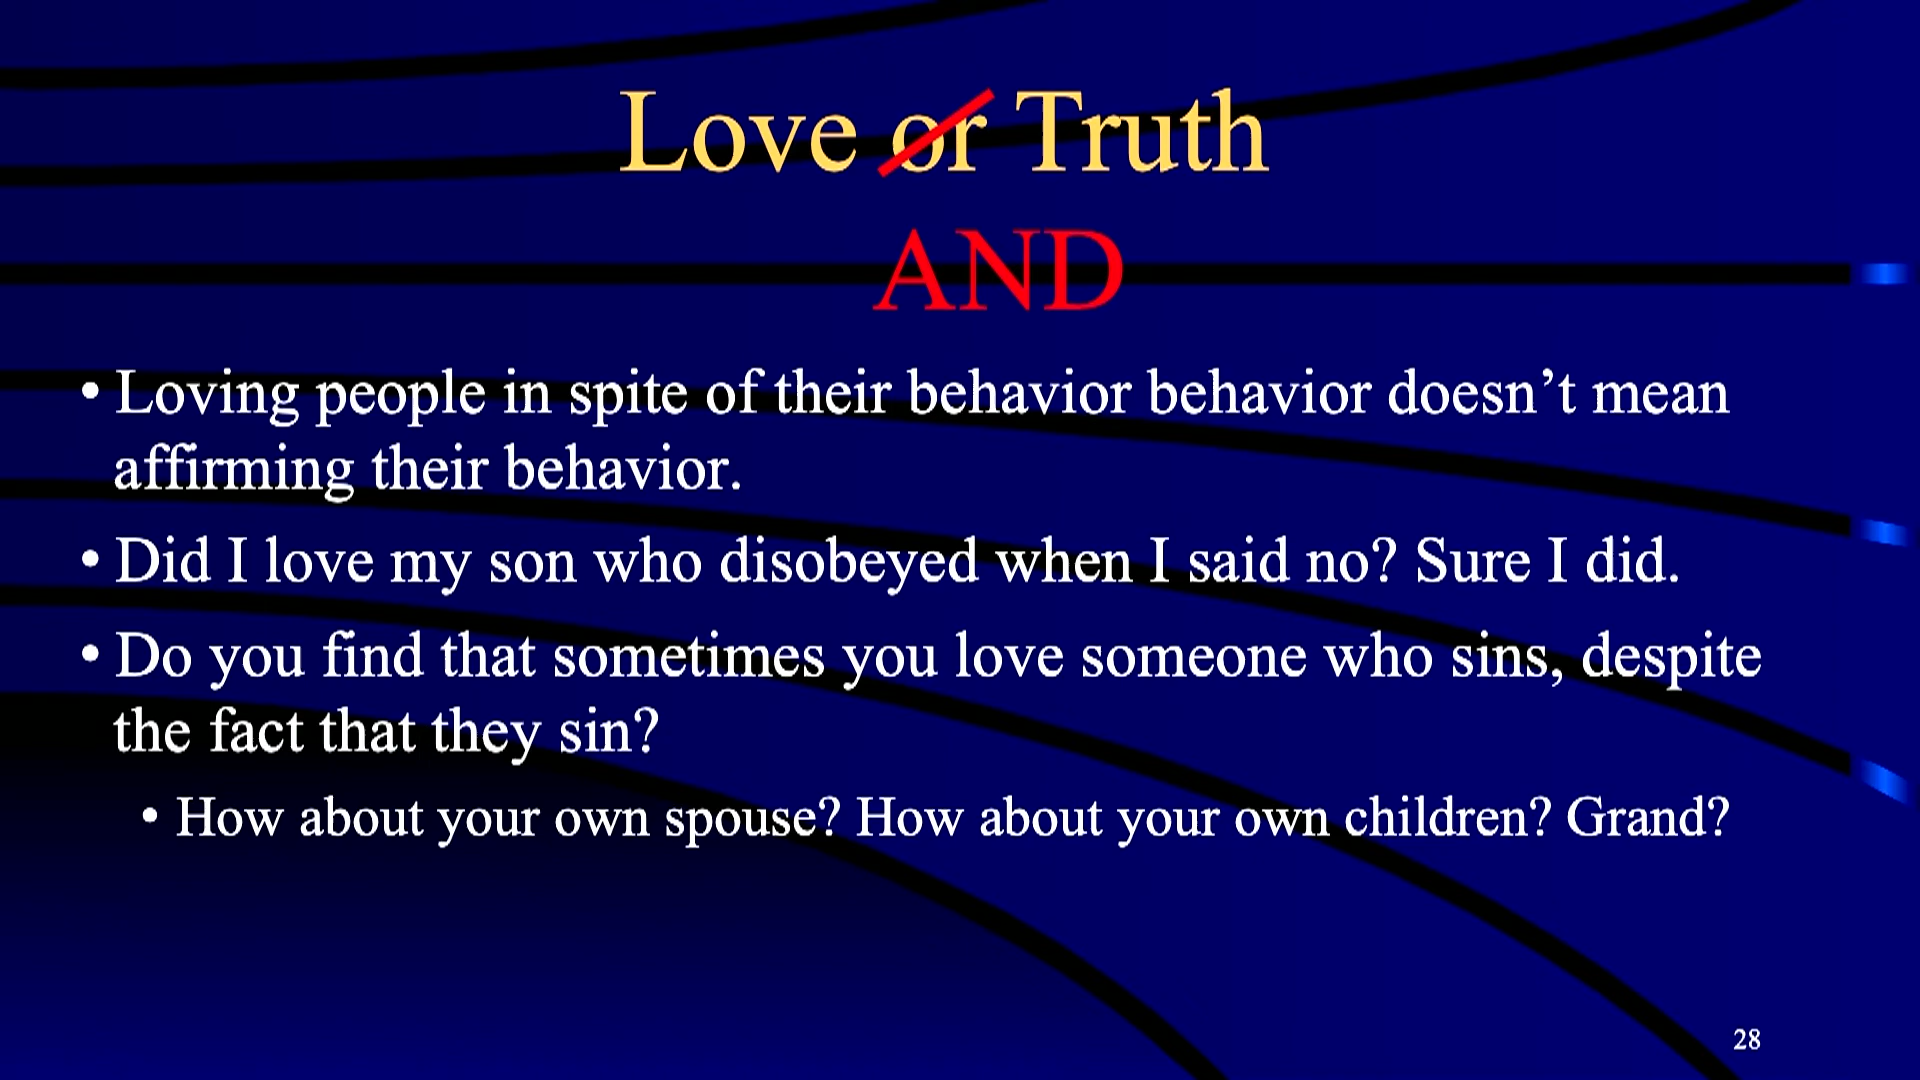 Love or Truth
AND
• Loving people in spite of their behavior behavior doesn’t mean
affirming their behavior.
• Did I love my son who disobeyed when I said no? Sure I did.
• Do you find that sometimes you love someone who sins, despite
the fact that they sin?
• How about your own spouse? How about your own children? Grand?
28